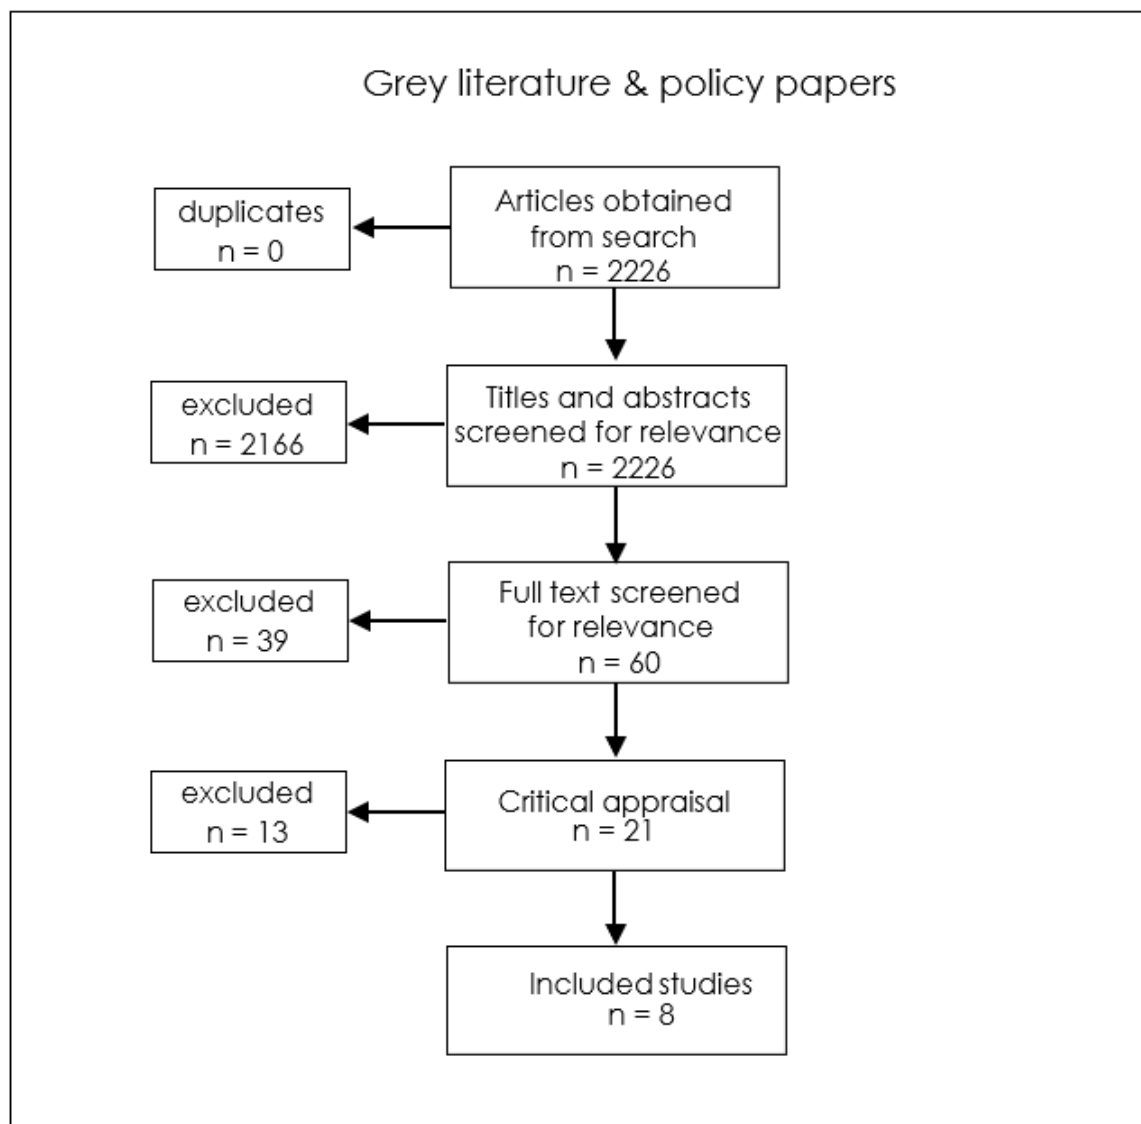 Grey literature & policy papers
duplicates
n = 0
Articles obtained
from search
n = 2226
excluded
n = 2166
Titles and abstracts
screened for relevance
n = 2226
excluded
n = 39
Full text screened
for relevance
n = 60
excluded
n = 13
Critical appraisal
n = 21
Included studies
n = 8